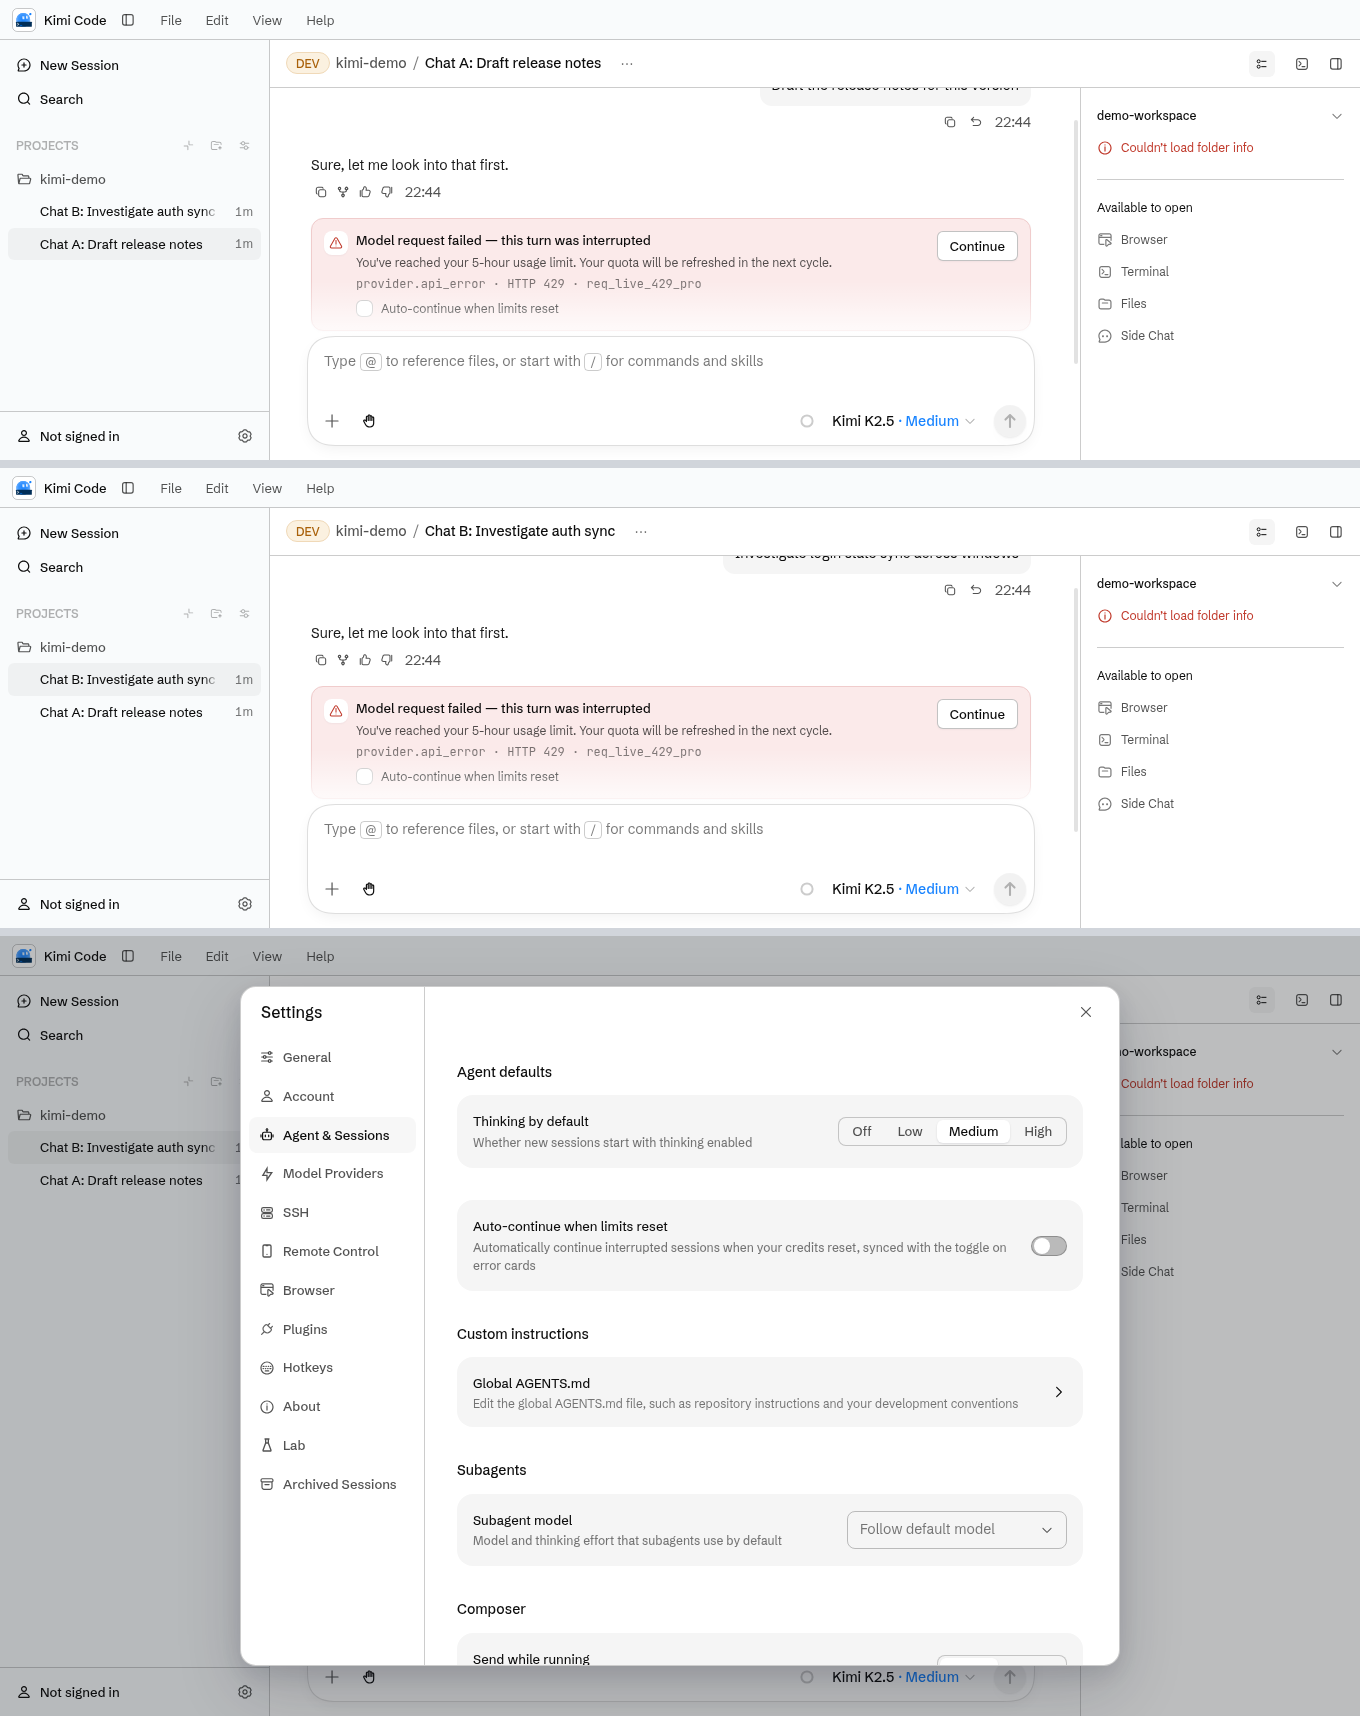 Kimi Code File Edit View Help
New Session
Search
PROJECTS
kimi-demo
Chat B: Investigate auth sync 1m
Chat A: Draft release notes 1m
Not signed in
DEV kimi-demo / Chat A: Draft release notes ...
Draft the release notes for this version
22:44
Sure, let me look into that first.
22:44
Model request failed — this turn was interrupted
You've reached your 5-hour usage limit. Your quota will be refreshed in the next cycle.
provider.api_error · HTTP 429 · req_live_429_pro
Auto-continue when limits reset
Continue
Type @ to reference files, or start with / for commands and skills
Kimi K2.5 · Medium
demo-workspace
Couldn't load folder info
Available to open
Browser
Terminal
Files
Side Chat
Kimi Code File Edit View Help
New Session
Search
PROJECTS
kimi-demo
Chat B: Investigate auth sync 1m
Chat A: Draft release notes 1m
Not signed in
DEV kimi-demo / Chat B: Investigate auth sync ...
Investigate login state sync across windows
22:44
Sure, let me look into that first.
22:44
Model request failed — this turn was interrupted
You've reached your 5-hour usage limit. Your quota will be refreshed in the next cycle.
provider.api_error · HTTP 429 · req_live_429_pro
Auto-continue when limits reset
Continue
Type @ to reference files, or start with / for commands and skills
Kimi K2.5 · Medium
demo-workspace
Couldn't load folder info
Available to open
Browser
Terminal
Files
Side Chat
Kimi Code File Edit View Help
New Session
Search
PROJECTS
kimi-demo
Chat B: Investigate auth sync
Chat A: Draft release notes
Not signed in
Settings
General
Account
Agent & Sessions
Model Providers
SSH
Remote Control
Browser
Plugins
Hotkeys
About
Lab
Archived Sessions
Agent defaults
Thinking by default
Whether new sessions start with thinking enabled
Off Low Medium High
Auto-continue when limits reset
Automatically continue interrupted sessions when your credits reset, synced with the toggle on
error cards
Custom instructions
Global AGENTS.md
Edit the global AGENTS.md file, such as repository instructions and your development conventions
Subagents
Subagent model
Model and thinking effort that subagents use by default
Follow default model
Composer
Send while running
Kimi K2.5 · Medium
o-workspace
Couldn't load folder info
lable to open
Browser
Terminal
Files
Side Chat